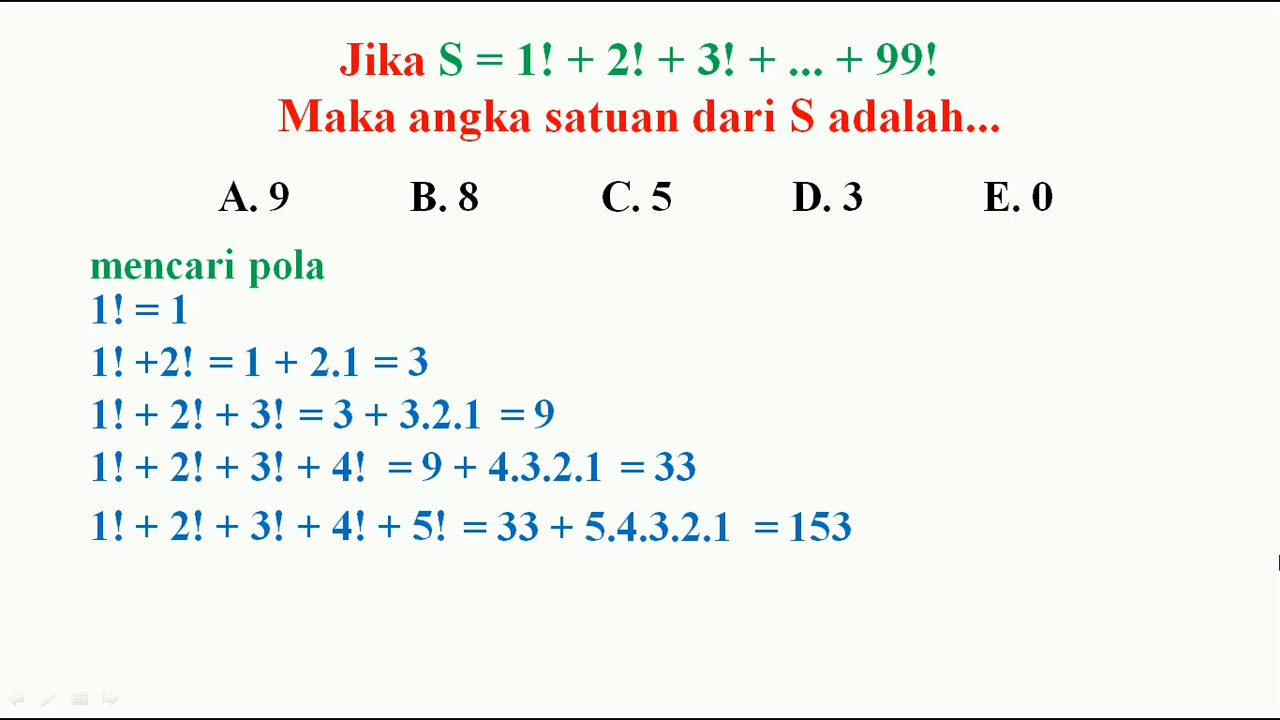 Jika S = 1! + 2! + 3! + ... + 99!
Maka angka satuan dari S adalah...
A. 9 B. 8 C. 5 D. 3 E. 0
mencari pola
1! = 1
1! +2! = 1 + 2.1 = 3
1! + 2! + 3! = 3 + 3.2.1 = 9
1! + 2! + 3! + 4! = 9 + 4.3.2.1 = 33
1! + 2! + 3! + 4! + 5! = 33 + 5.4.3.2.1 = 153